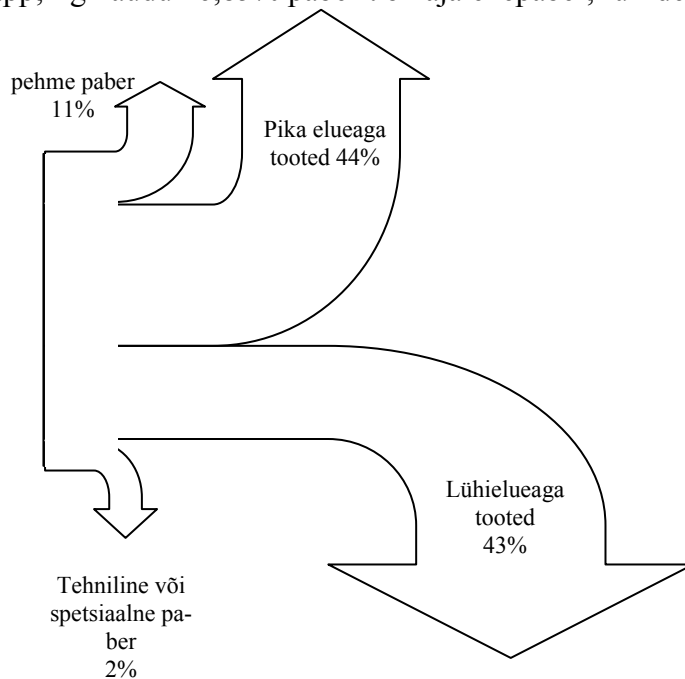 pehme paber
11%
Pika elueaga
tooted 44%
Lühielueaga
tooted
43%
Tehniline või
spetsiaalne pa-
ber
2%